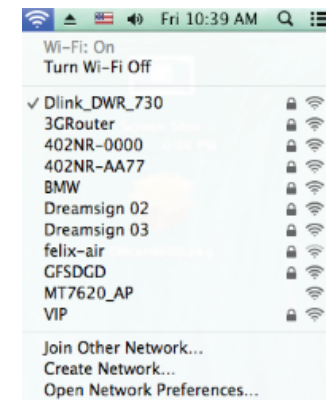 Fri 10:39 AM
Wi-Fi: On
Turn Wi-Fi Off
✓ Dlink_DWR_730
3GRouter
402NR-0000
402NR-AA77
BMW
Dreamsign 02
Dreamsign 03
felix-air
GFSDGD
MT7620_AP
VIP
Join Other Network...
Create Network...
Open Network Preferences...